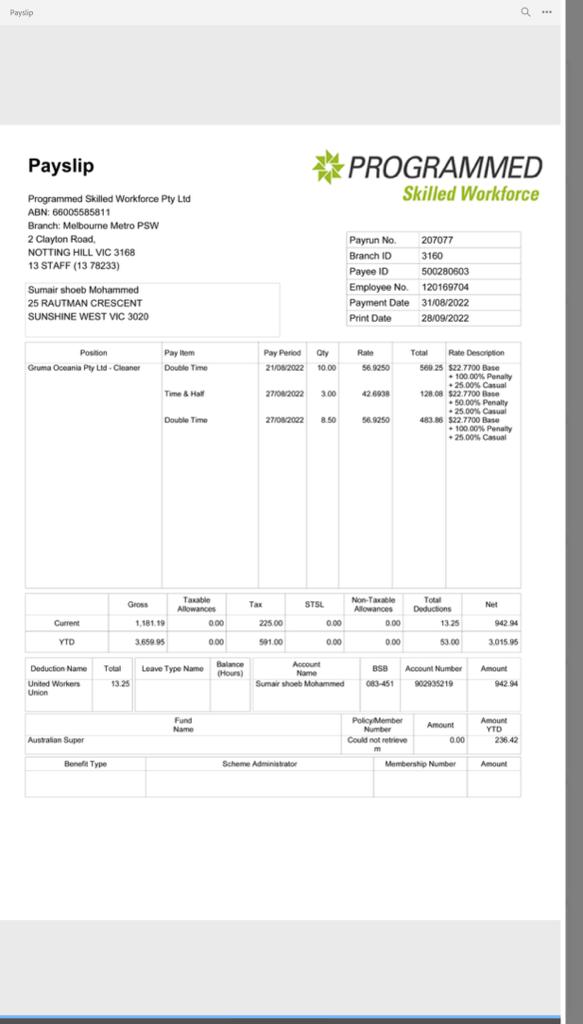 Payslip
Payslip
PROGRAMMED
Skilled Workforce
Programmed Skilled Workforce Pty Ltd
ABN: 66005585811
Branch: Melbourne Metro PSW
2 Clayton Road,
NOTTING HILL VIC 3168
13 STAFF (13 78233)
Payrun No. 207077
Branch ID 3160
Payee ID 500280603
Employee No. 120169704
Payment Date 31/08/2022
Print Date 28/09/2022
Sumair shoeb Mohammed
25 RAUTMAN CRESCENT
SUNSHINE WEST VIC 3020
Position Pay Item Pay Period Qty Rate Total Rate Description
Gruma Oceania Pty Ltd - Cleaner Double Time 21/08/2022 10.00 56.9250 569.25 $22.7700 Base
+ 100.00% Penalty
+ 25.00% Casual
Time & Half 27/08/2022 3.00 42.6938 128.08 $22.7700 Base
+ 50.00% Penalty
+ 25.00% Casual
Double Time 27/08/2022 8.50 56.9250 483.86 $22.7700 Base
+ 100.00% Penalty
+ 25.00% Casual
Gross Taxable Allowances Tax STSL Non-Taxable Allowances Total Deductions Net
Current 1,181.19 0.00 225.00 0.00 0.00 13.25 942.94
YTD 3,659.95 0.00 591.00 0.00 0.00 53.00 3,015.95
Deduction Name Total Leave Type Name Balance (Hours) Account Name BSB Account Number Amount
United Workers Union 13.25 Sumair shoeb Mohammed 083-451 902935219 942.94
Fund Name Policy/Member Number Amount Amount YTD
Australian Super Could not retrieve m 0.00 236.42
Benefit Type Scheme Administrator Membership Number Amount